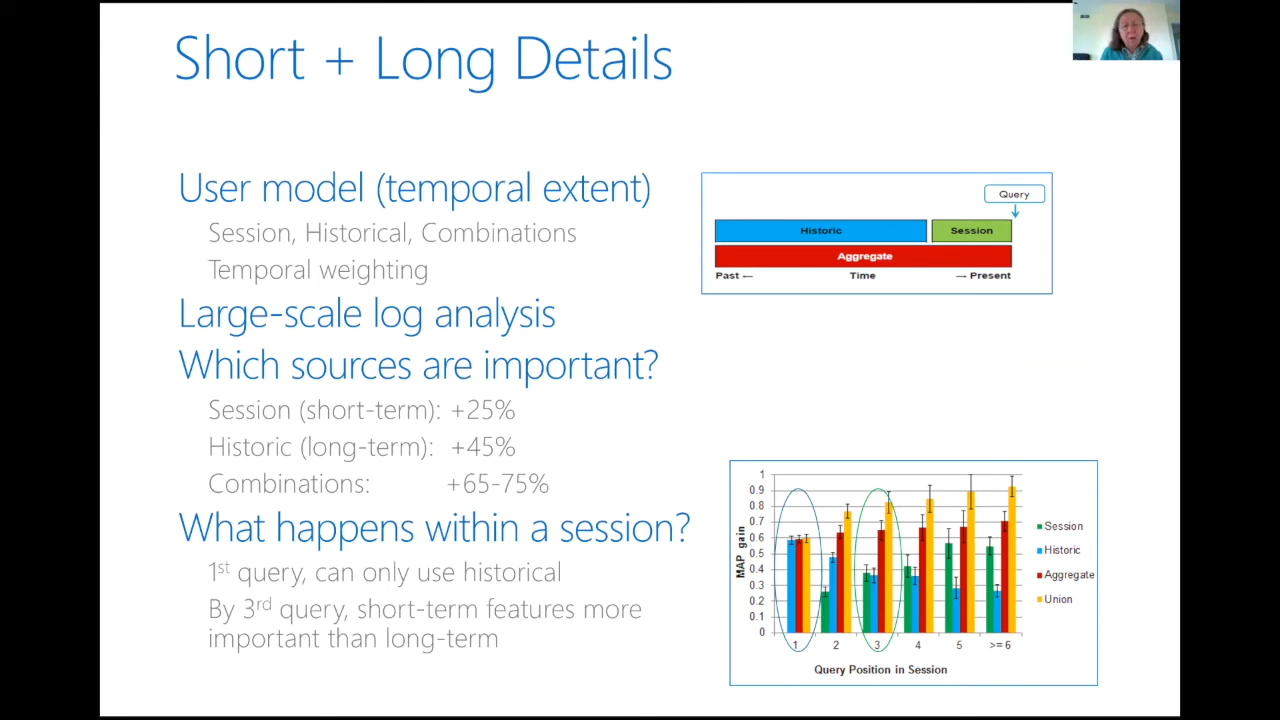 Short + Long Details
User model (temporal extent)
Session, Historical, Combinations
Temporal weighting
Large-scale log analysis
Which sources are important?
Session (short-term): +25%
Historic (long-term): +45%
Combinations: +65-75%
What happens within a session?
1st query, can only use historical
By 3rd query, short-term features more
important than long-term
Query
Historic
Session
Aggregate
Past ← Time → Present
1
0.9
0.8
0.7
0.6
0.5
0.4
0.3
0.2
0.1
0
MAP gain
1 2 3 4 5 >= 6
Query Position in Session
Session
Historic
Aggregate
Union